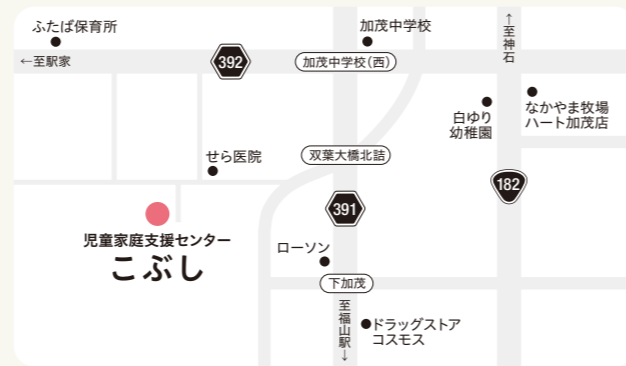 ふたば保育所
加茂中学校
↑至神石
←至駅家
392
加茂中学校(西)
白ゆり
幼稚園
なかやま牧場
ハート加茂店
せら医院
双葉大橋北詰
182
391
児童家庭支援センター
こぶし
ローソン
下加茂
至福山駅↓
ドラッグストア
コスモス